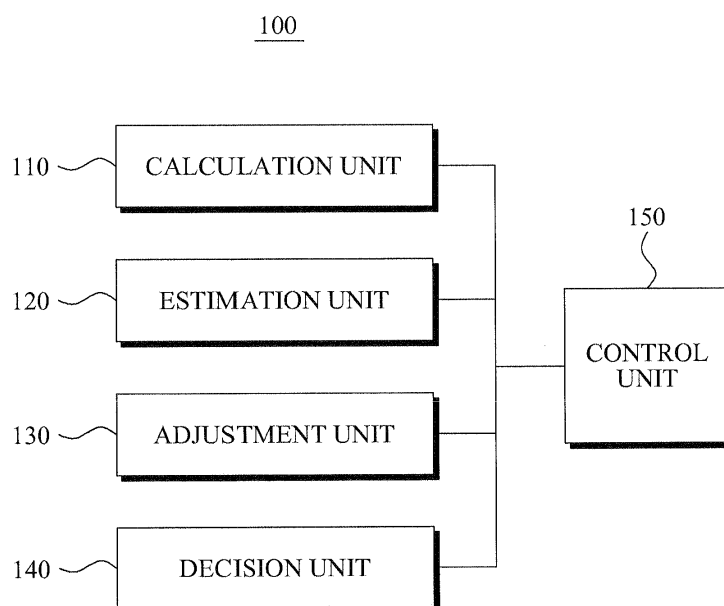 100
110
CALCULATION UNIT
150
120
ESTIMATION UNIT
CONTROL
UNIT
130
ADJUSTMENT UNIT
140
DECISION UNIT